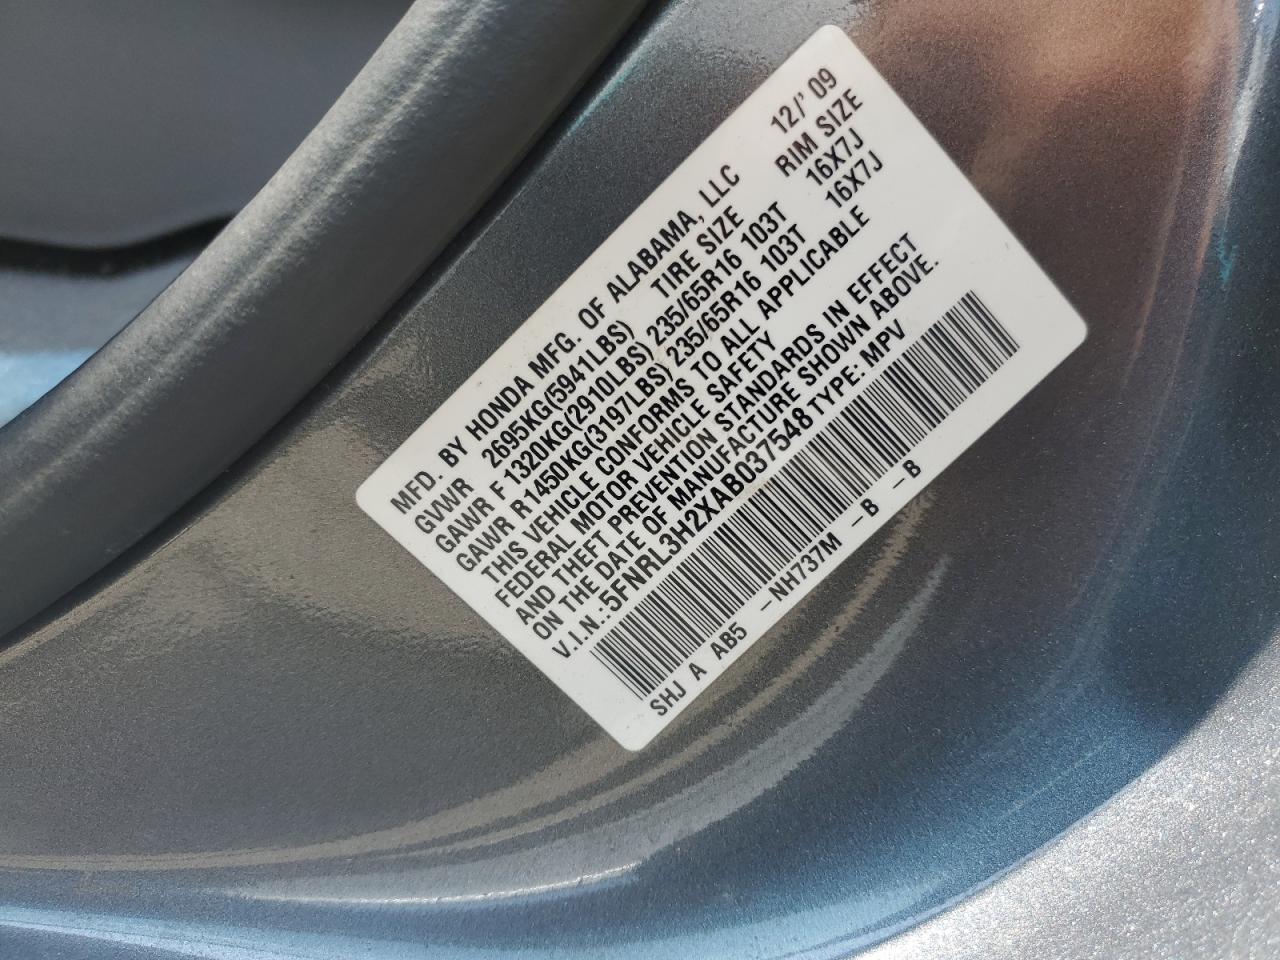 MFD. BY HONDA MFG. OF ALABAMA, LLC 12/' 09
GVWR 2695KG(5941LBS) TIRE SIZE RIM SIZE
GAWR F 1320KG(2910LBS) 235/65R16 103T 16X7J
GAWR R1450KG(3197LBS) 235/65R16 103T 16X7J
THIS VEHICLE CONFORMS TO ALL APPLICABLE
FEDERAL MOTOR VEHICLE SAFETY
AND THEFT PREVENTION STANDARDS IN EFFECT
ON THE DATE OF MANUFACTURE SHOWN ABOVE.
V.I.N.:5FNRL3H2XAB037548 TYPE: MPV
SHJ A AB5 -NH737M -B -B